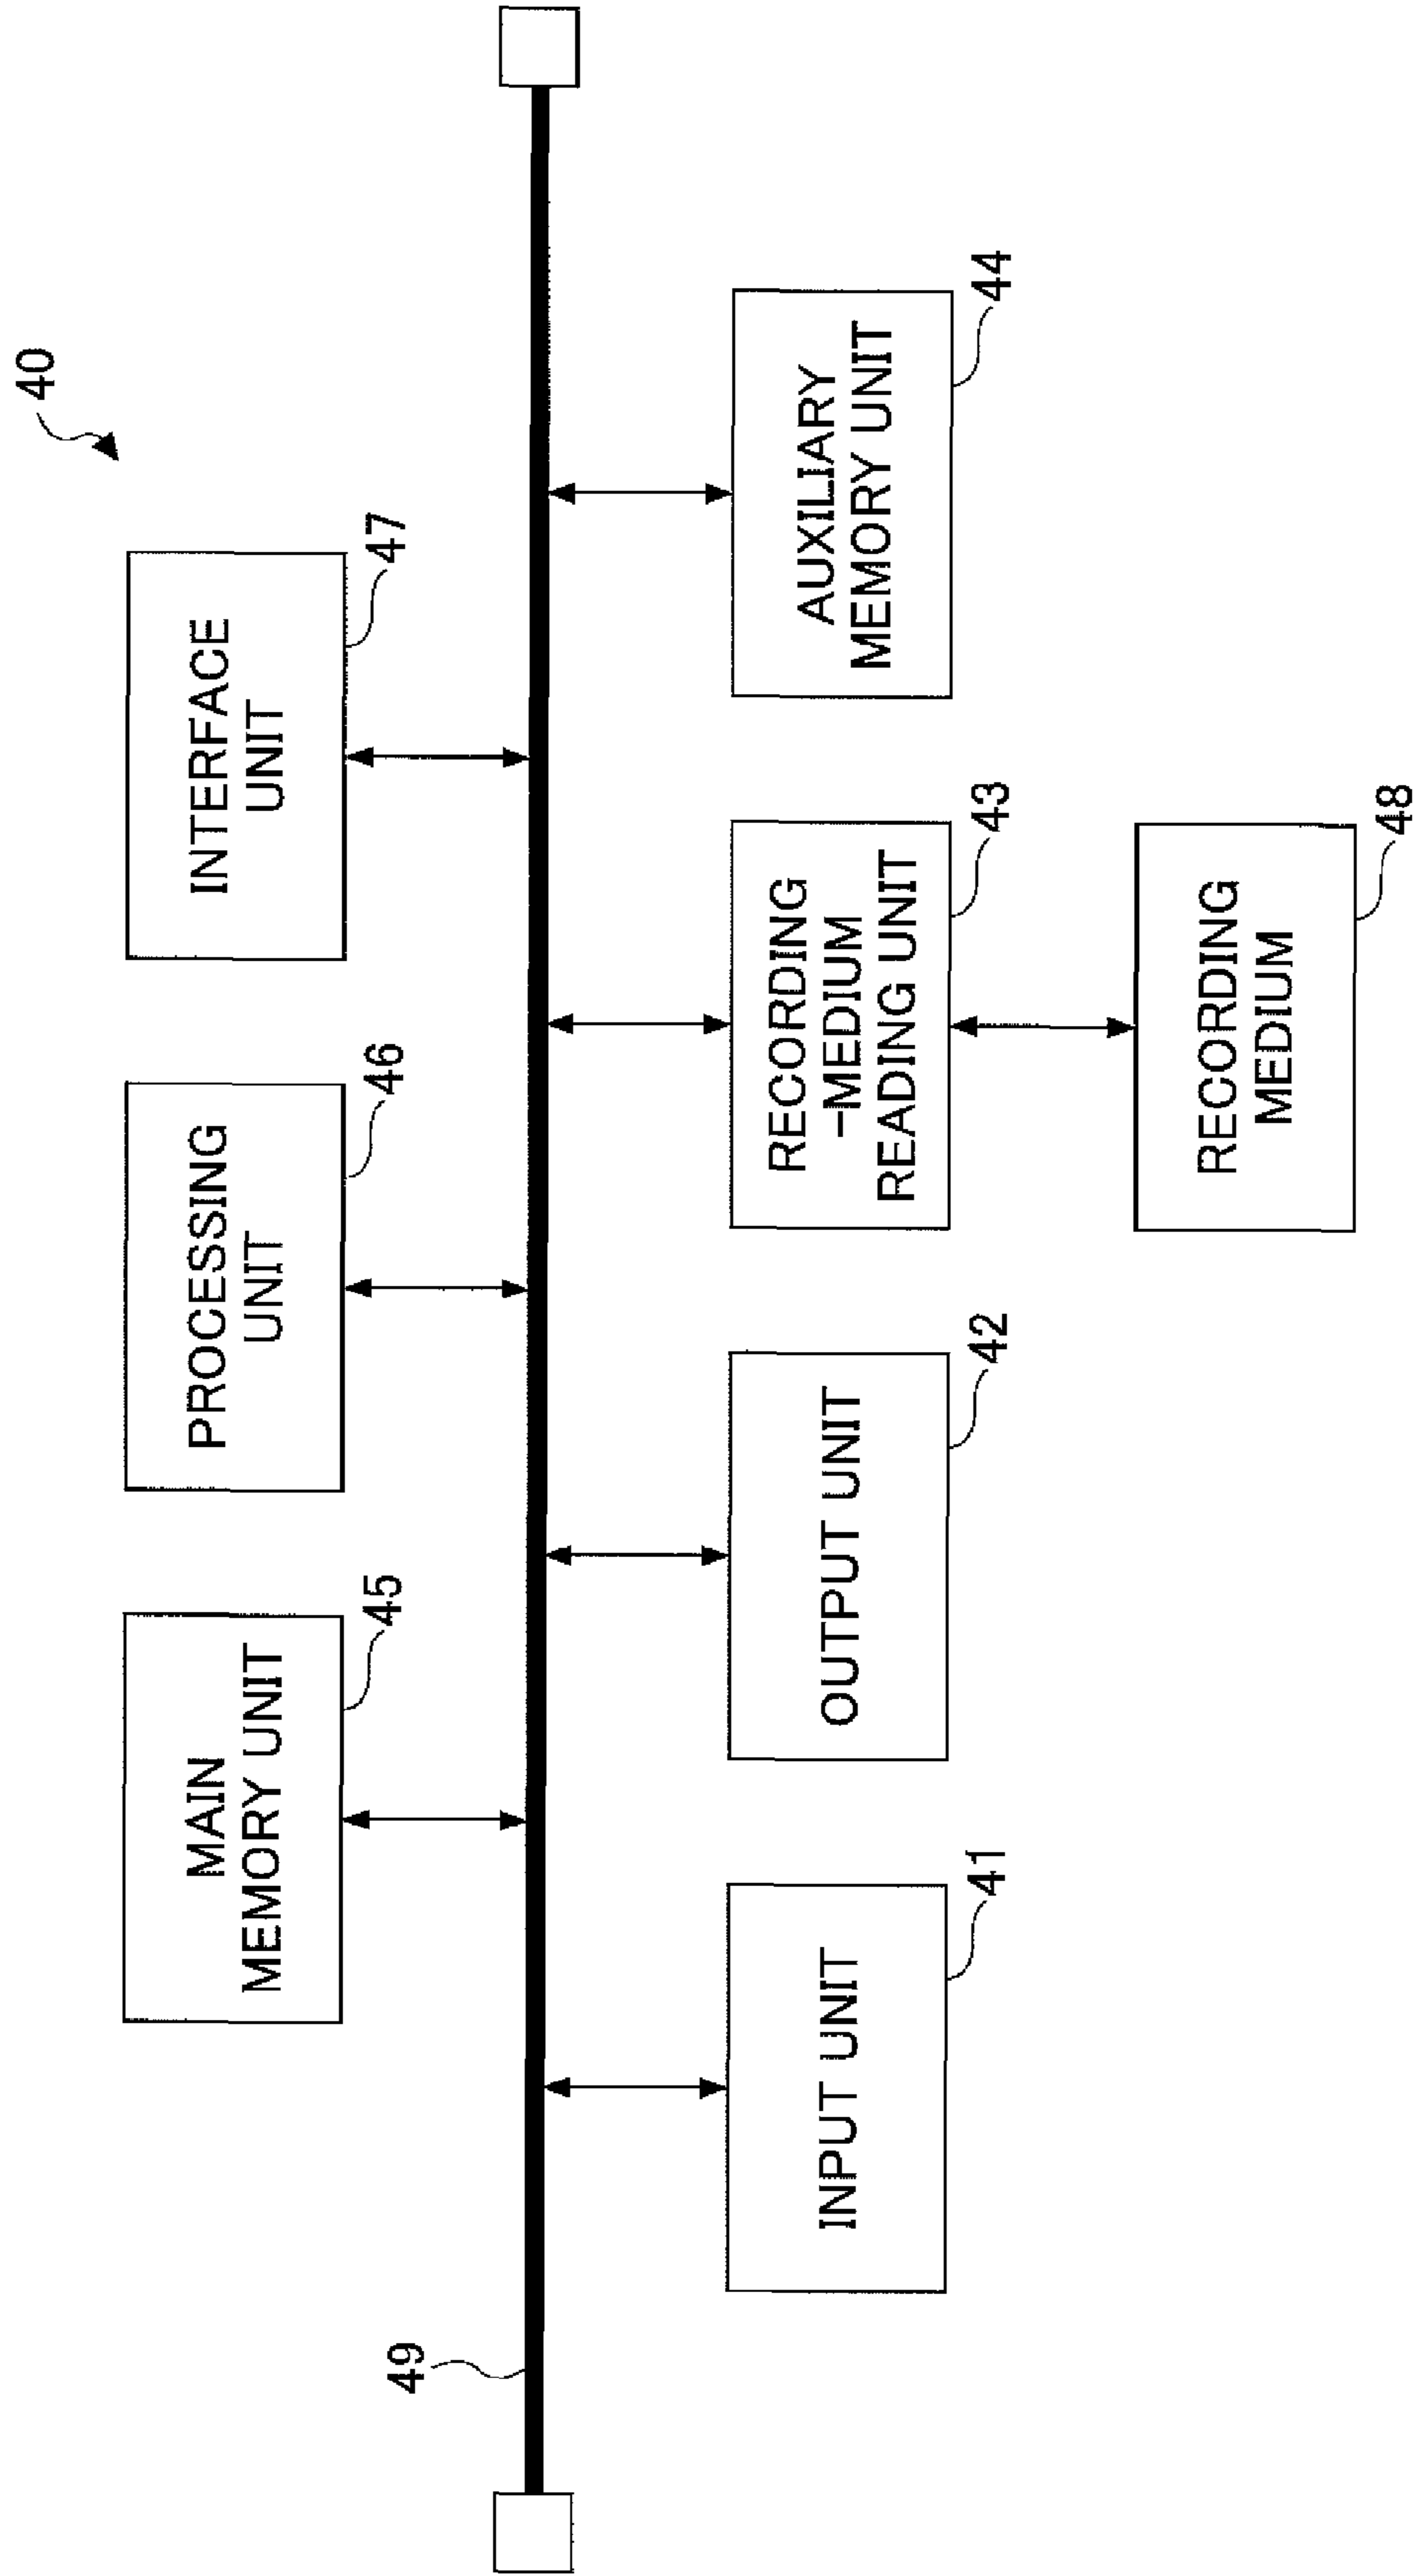 40
MAIN
MEMORY UNIT
45
PROCESSING
UNIT
46
INTERFACE
UNIT
47
49
INPUT UNIT
41
OUTPUT UNIT
42
RECORDING
-MEDIUM
READING UNIT
43
AUXILIARY
MEMORY UNIT
44
RECORDING
MEDIUM
48